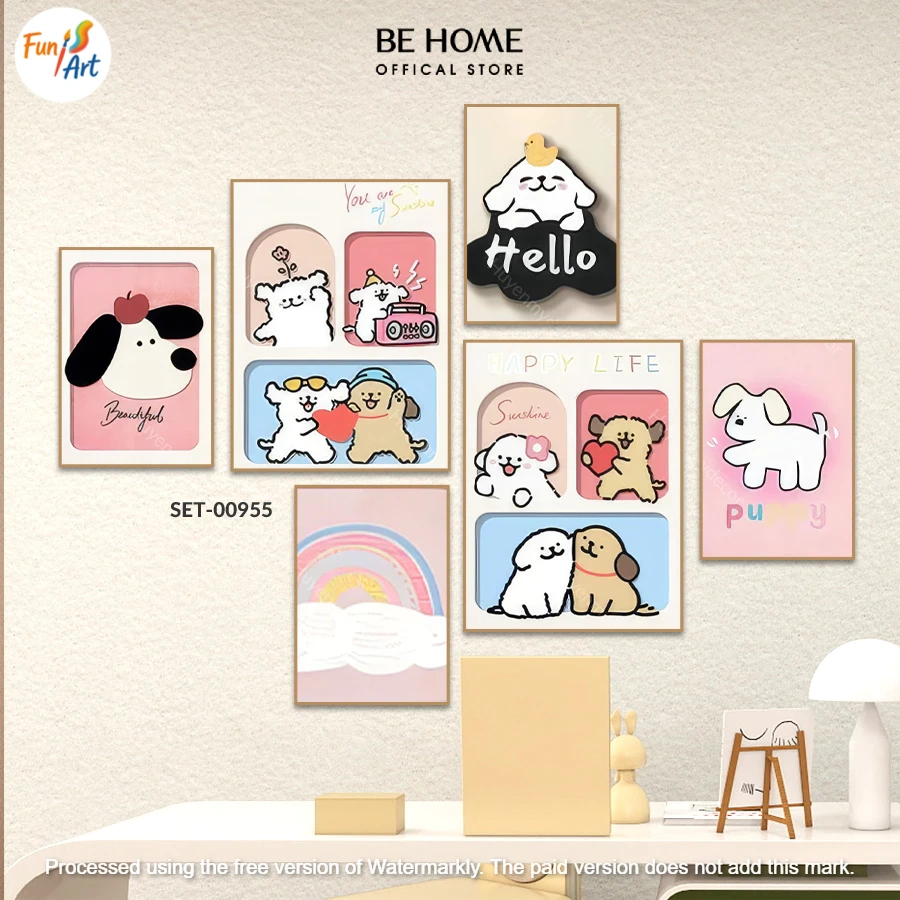 Fun
Art
BE HOME
OFFICIAL STORE
You are
my Sunshine
Hello
Beautiful
HAPPY LIFE
Sunshine
SET-00955
puppy
Processed using the free version of Watermarkly. The paid version does not add this mark.